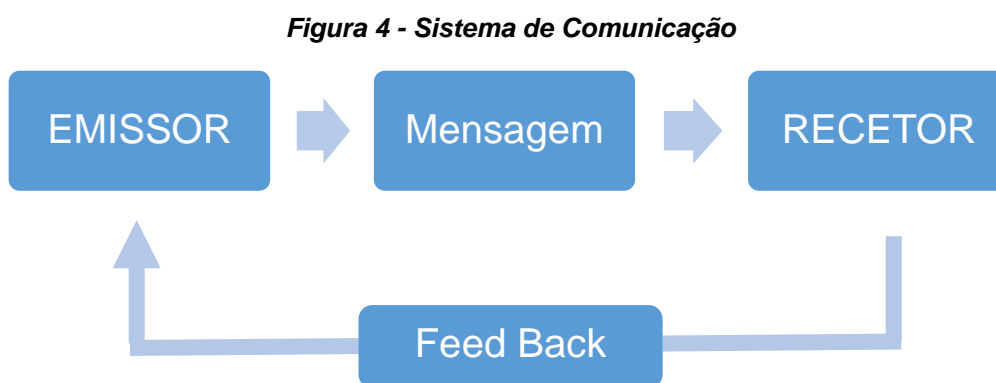 Figura 4 - Sistema de Comunicação
EMISSOR
Mensagem
RECETOR
Feed Back